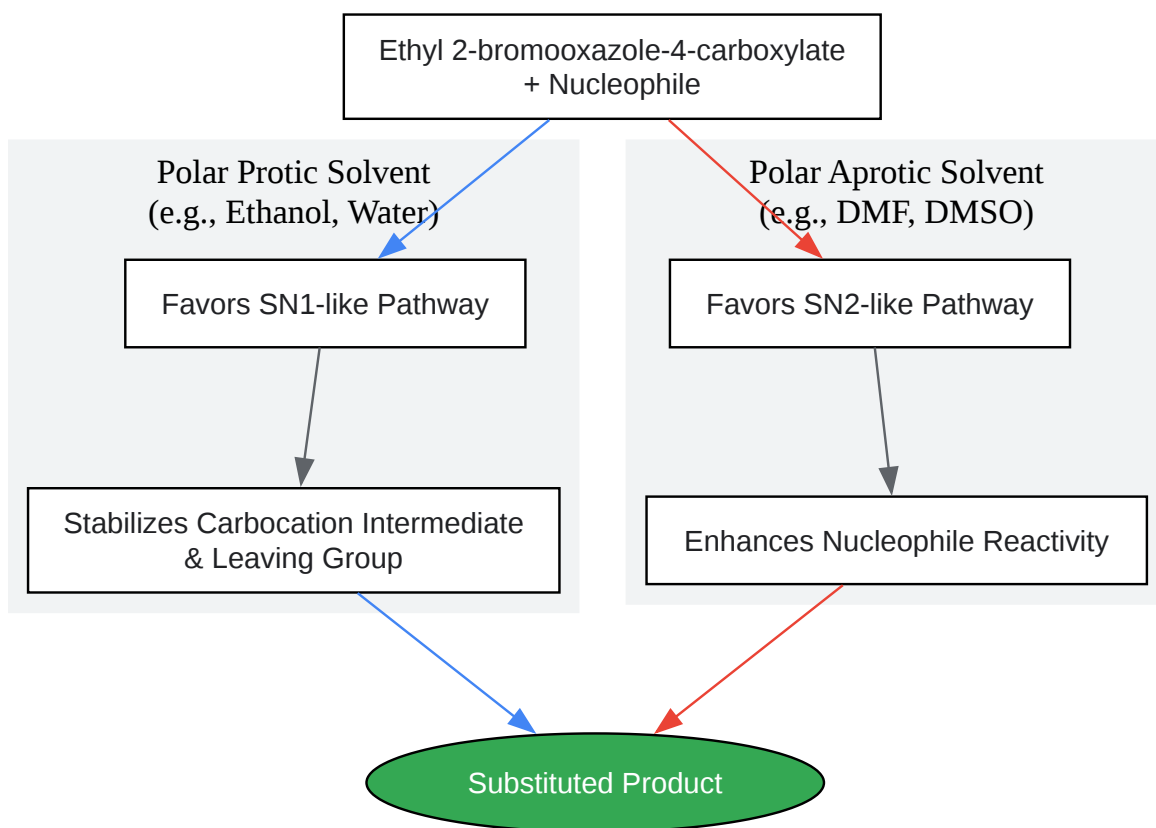 Ethyl 2-bromooxazole-4-carboxylate
+ Nucleophile
Polar Protic Solvent
(e.g., Ethanol, Water)
Favors SN1-like Pathway
Stabilizes Carbocation Intermediate
& Leaving Group
Polar Aprotic Solvent
(e.g., DMF, DMSO)
Favors SN2-like Pathway
Enhances Nucleophile Reactivity
Substituted Product